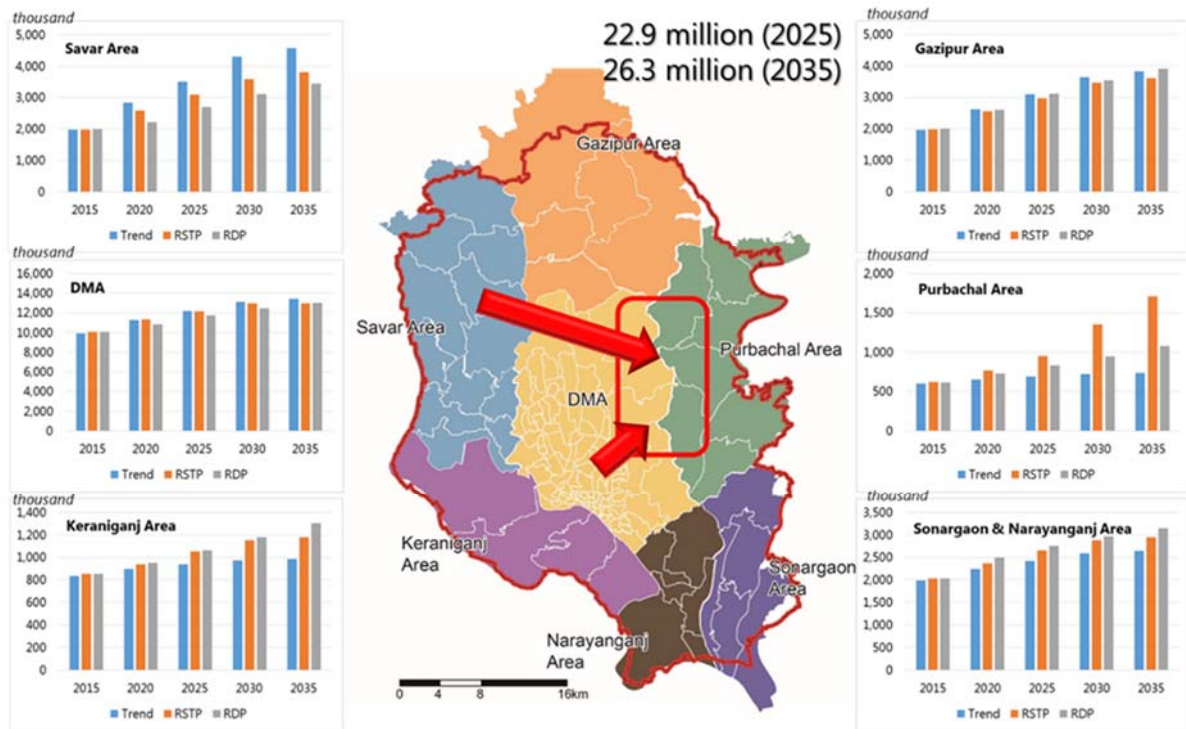 22.9 million (2025)
26.3 million (2035)
thousand
Savar Area
5,000
4,000
3,000
2,000
1,000
0
2015 2020 2025 2030 2035
Trend RSTP RDP
thousand
DMA
16,000
14,000
12,000
10,000
8,000
6,000
4,000
2,000
0
2015 2020 2025 2030 2035
Trend RSTP RDP
thousand
Keraniganj Area
1,400
1,200
1,000
800
600
400
200
0
2015 2020 2025 2030 2035
Trend RSTP RDP
Gazipur Area
Savar Area
Purbachal Area
DMA
Keraniganj
Area
Sonargaon
Area
Narayanganj
Area
0 4 8 16km
thousand
Gazipur Area
5,000
4,000
3,000
2,000
1,000
0
2015 2020 2025 2030 2035
Trend RSTP RDP
thousand
Purbachal Area
2,000
1,500
1,000
500
0
2015 2020 2025 2030 2035
Trend RSTP RDP
thousand
Sonargaon & Narayanganj Area
3,500
3,000
2,500
2,000
1,500
1,000
500
0
2015 2020 2025 2030 2035
Trend RSTP RDP